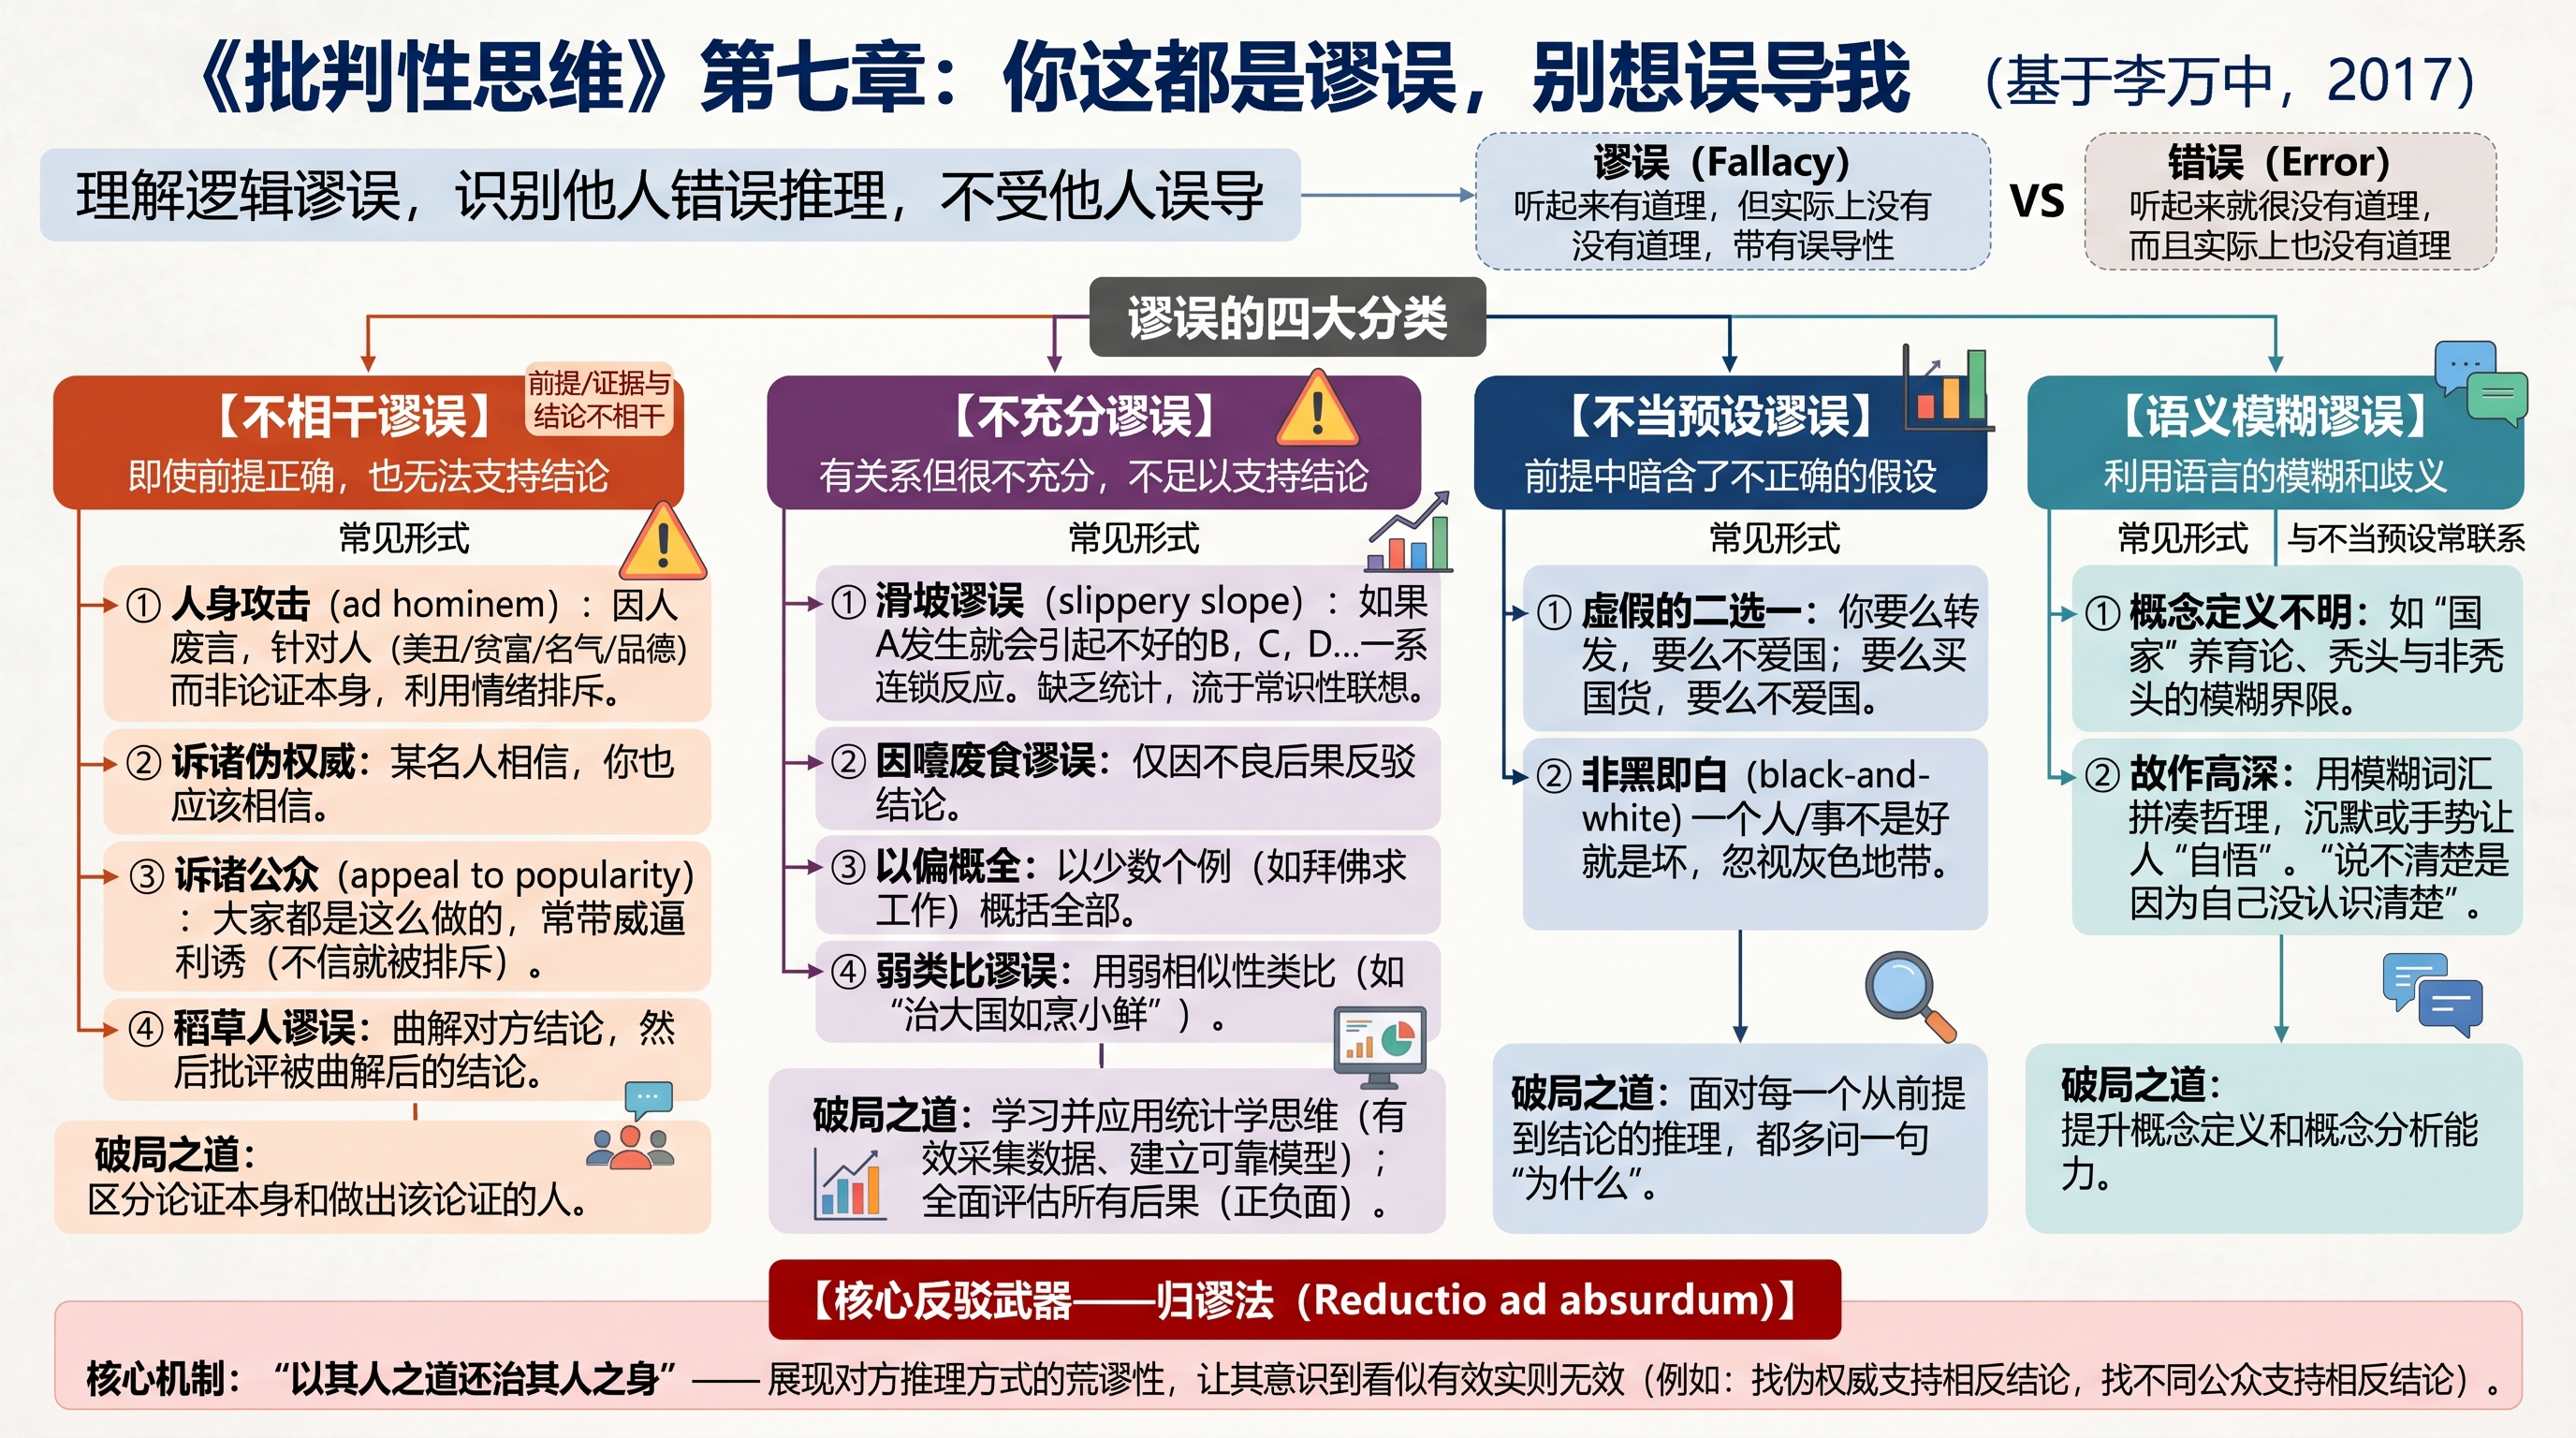 《批判性思维》第七章：你这都是谬误，别想误导我（基于李万中，2017）
理解逻辑谬误，识别他人错误推理，不受他人误导
谬误（Fallacy）
听起来有道理，但实际上没有
没有道理，带有误导性
VS
错误（Error）
听起来就很没有道理，
而且实际上也没有道理
谬误的四大分类
【不相干谬误】
前提/证据与
结论不相干
即使前提正确，也无法支持结论
常见形式
① 人身攻击（ad hominem）：因人
废言，针对人（美丑/贫富/名气/品德）
而非论证本身，利用情绪排斥。
② 诉诸伪权威：某名人相信，你也
应该相信。
③ 诉诸公众（appeal to popularity）
：大家都是这么做的，常带威逼
利诱（不信就被排斥）。
④ 稻草人谬误：曲解对方结论，然
后批评被曲解后的结论。
破局之道：
区分论证本身和做出该论证的人。
【不充分谬误】
有关系但很不充分，不足以支持结论
常见形式
① 滑坡谬误（slippery slope）：如果
A发生就会引起不好的B，C，D...一系
连锁反应。缺乏统计，流于常识性联想。
② 因噎废食谬误：仅因不良后果反驳
结论。
③ 以偏概全：以少数个例（如拜佛求
工作）概括全部。
④ 弱类比谬误：用弱相似性类比（如
“治大国如烹小鲜”）。
破局之道：学习并应用统计学思维（有
效采集数据、建立可靠模型）；
全面评估所有后果（正负面）。
【不当预设谬误】
前提中暗含了不正确的假设
常见形式
① 虚假的二选一：你要么转
发，要么不爱国；要么买
国货，要么不爱国。
② 非黑即白（black-and-
white) 一个人/事不是好
就是坏，忽视灰色地带。
破局之道：面对每一个从前提
到结论的推理，都多问一句
“为什么”。
【语义模糊谬误】
利用语言的模糊和歧义
常见形式
与不当预设常联系
① 概念定义不明：如“国
家”养育论、秃头与非秃
头的模糊界限。
② 故作高深：用模糊词汇
拼凑哲理，沉默或手势让
人“自悟”。“说不清楚是
因为自己没认识清楚”。
破局之道：
提升概念定义和概念分析能
力。
【核心反驳武器——归谬法（Reductio ad absurdum)】
核心机制：“以其人之道还治其人之身”—— 展现对方推理方式的荒谬性，让其意识到看似有效实则无效（例如：找伪权威支持相反结论，找不同公众支持相反结论）。